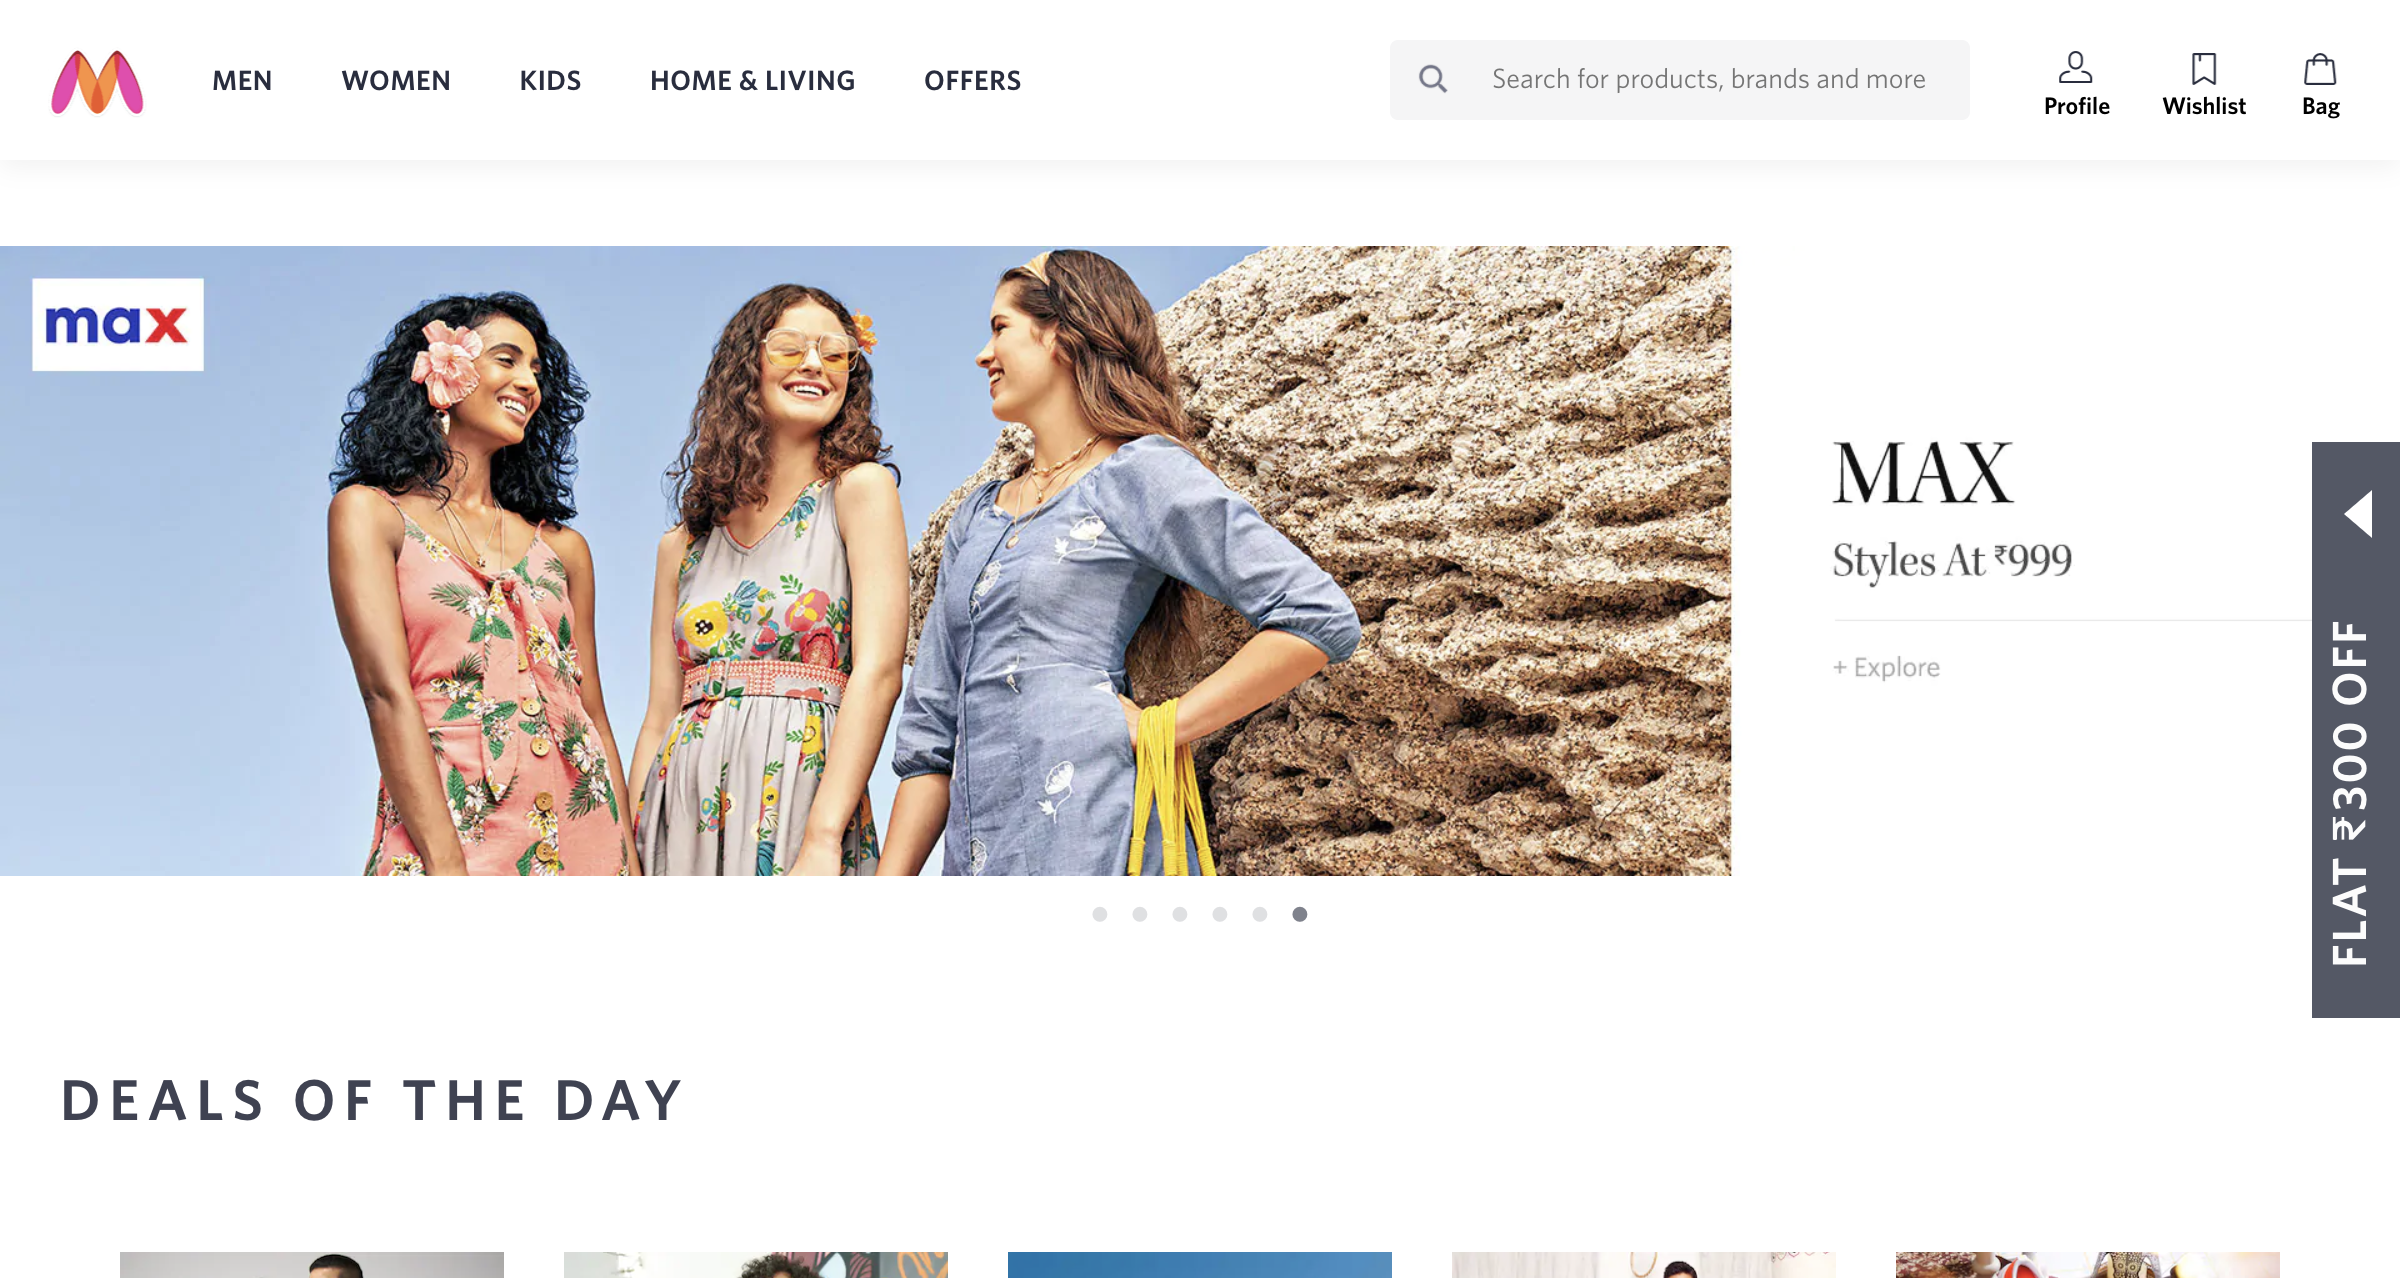 MEN
WOMEN
KIDS
HOME & LIVING
OFFERS
Search for products, brands and more
Profile
Wishlist
Bag
max
MAX
Styles At ₹999
+ Explore
FLAT ₹300 OFF
DEALS OF THE DAY